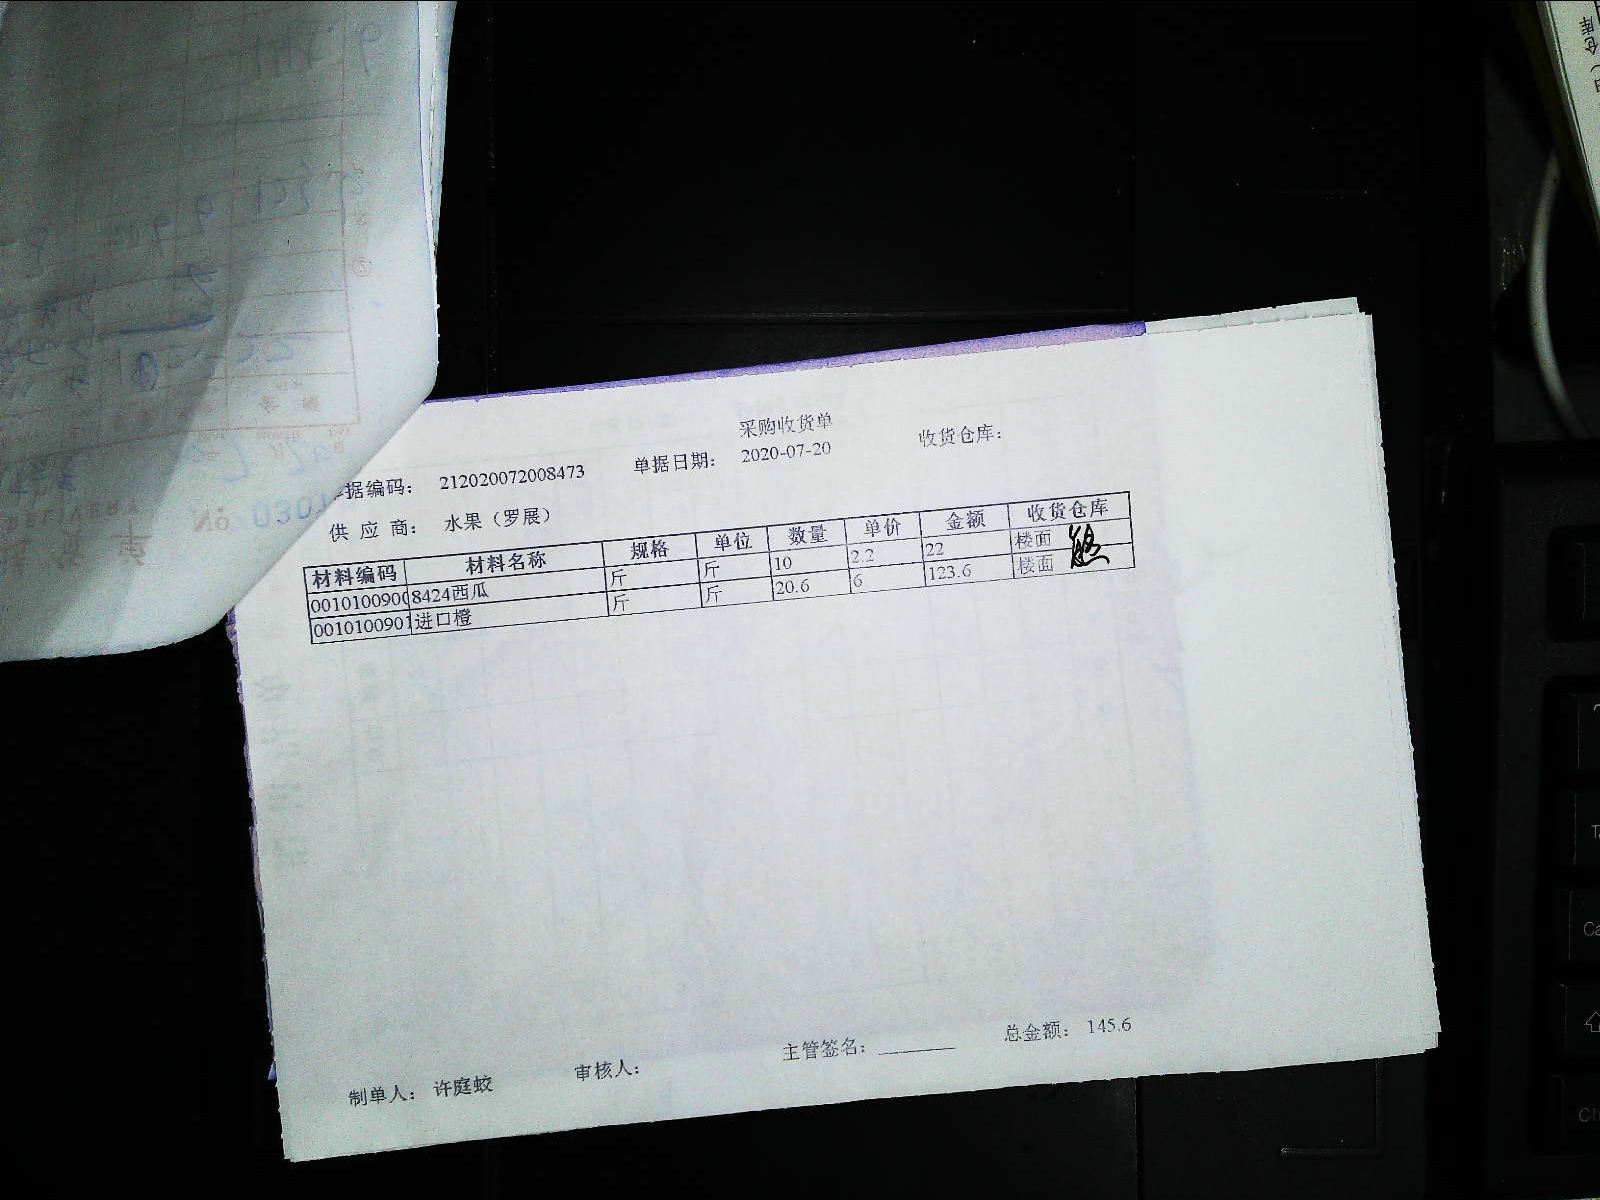 采购收货单
据编码： 212020072008473 单据日期： 2020-07-20 收货仓库：
供 应 商： 水果（罗展）
材料编码 材料名称 规格 单位 数量 单价 金额 收货仓库
0010100900 8424西瓜 斤 斤 10 2.2 22 楼面
001010090 进口橙 斤 斤 20.6 6 123.6 楼面
制单人： 许庭蛟 审核人： 主管签名： 总金额： 145.6